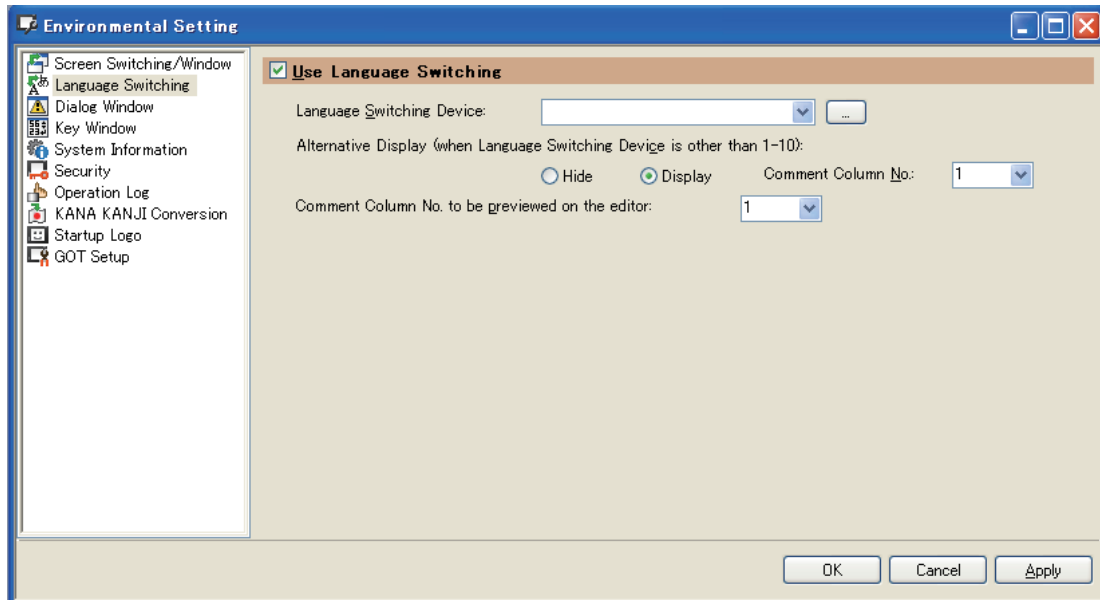 Environmental Setting
Screen Switching/Window
Language Switching
Dialog Window
Key Window
System Information
Security
Operation Log
KANA KANJI Conversion
Startup Logo
GOT Setup
Use Language Switching
Language Switching Device:
...
Alternative Display (when Language Switching Device is other than 1-10):
Hide Display Comment Column No.: 1
Comment Column No. to be previewed on the editor: 1
OK Cancel Apply